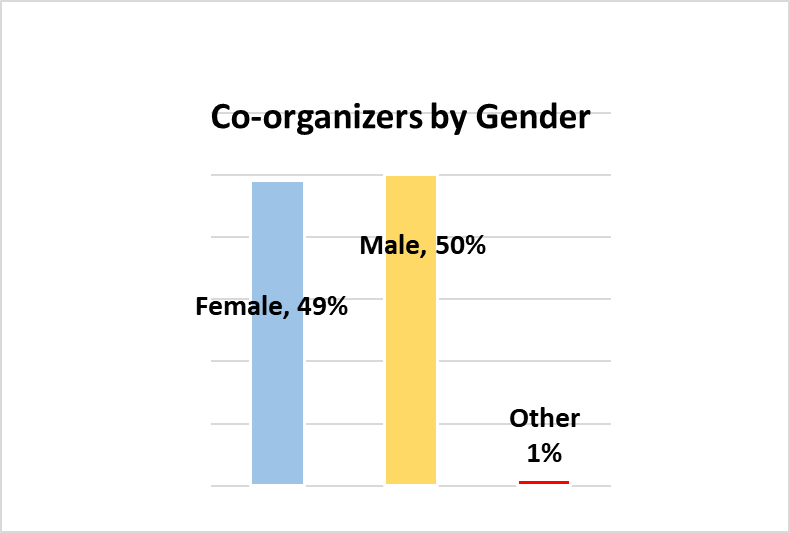 Co-organizers by Gender
Male, 50%
Female, 49%
Other
1%